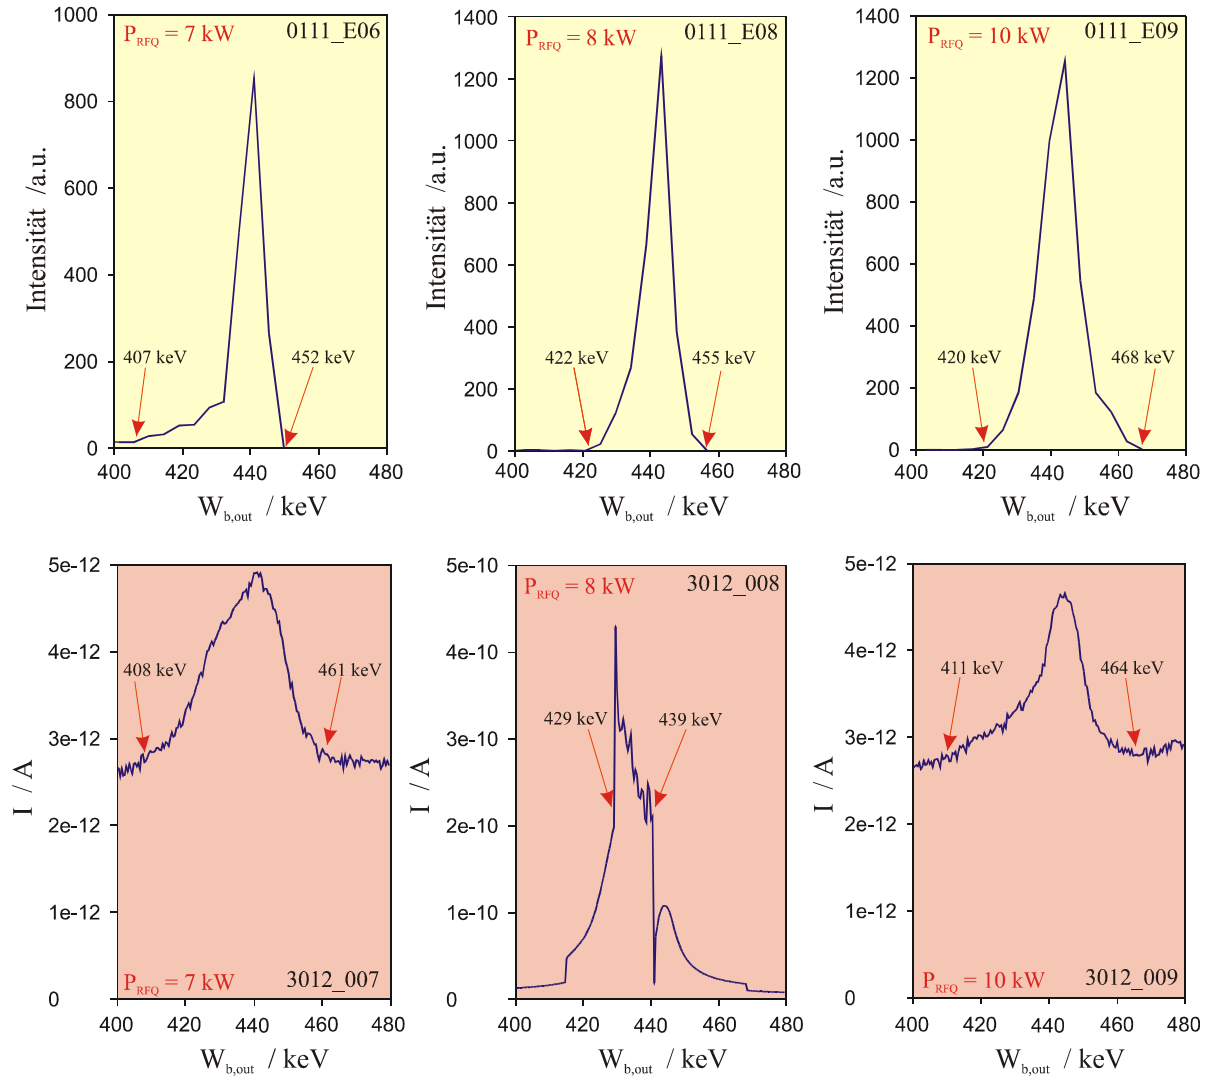 P_RFQ = 7 kW 0111_E06
1000
800
600
400
200
0
Intensität /a.u.
407 keV
452 keV
400 420 440 460 480
W_b,out / keV
P_RFQ = 8 kW 0111_E08
1400
1200
1000
800
600
400
200
0
Intensität /a.u.
422 keV
455 keV
400 420 440 460 480
W_b,out / keV
P_RFQ = 10 kW 0111_E09
1400
1200
1000
800
600
400
200
0
Intensität /a.u.
420 keV
468 keV
400 420 440 460 480
W_b,out / keV
5e-12
4e-12
3e-12
2e-12
1e-12
0
I / A
408 keV
461 keV
P_RFQ = 7 kW 3012_007
400 420 440 460 480
W_b,out / keV
P_RFQ = 8 kW 3012_008
5e-10
4e-10
3e-10
2e-10
1e-10
0
I / A
429 keV
439 keV
400 420 440 460 480
W_b,out / keV
5e-12
4e-12
3e-12
2e-12
1e-12
0
I / A
411 keV
464 keV
P_RFQ = 10 kW 3012_009
400 420 440 460 480
W_b,out / keV